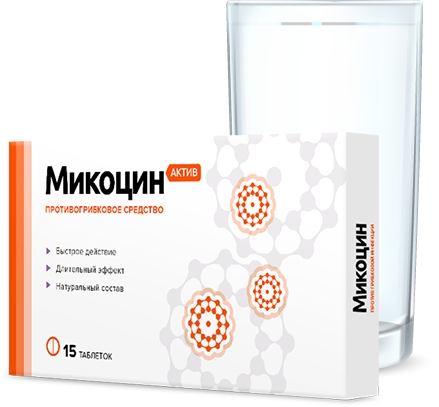 Микоцин АКТИВ
ПРОТИВОГРИБКОВОЕ СРЕДСТВО
Быстрое действие
Длительный эффект
Натуральный состав
15 ТАБЛЕТОК
Микоцин
ПРОТИВ ГРИБКОВОЙ ИНФЕКЦИИ